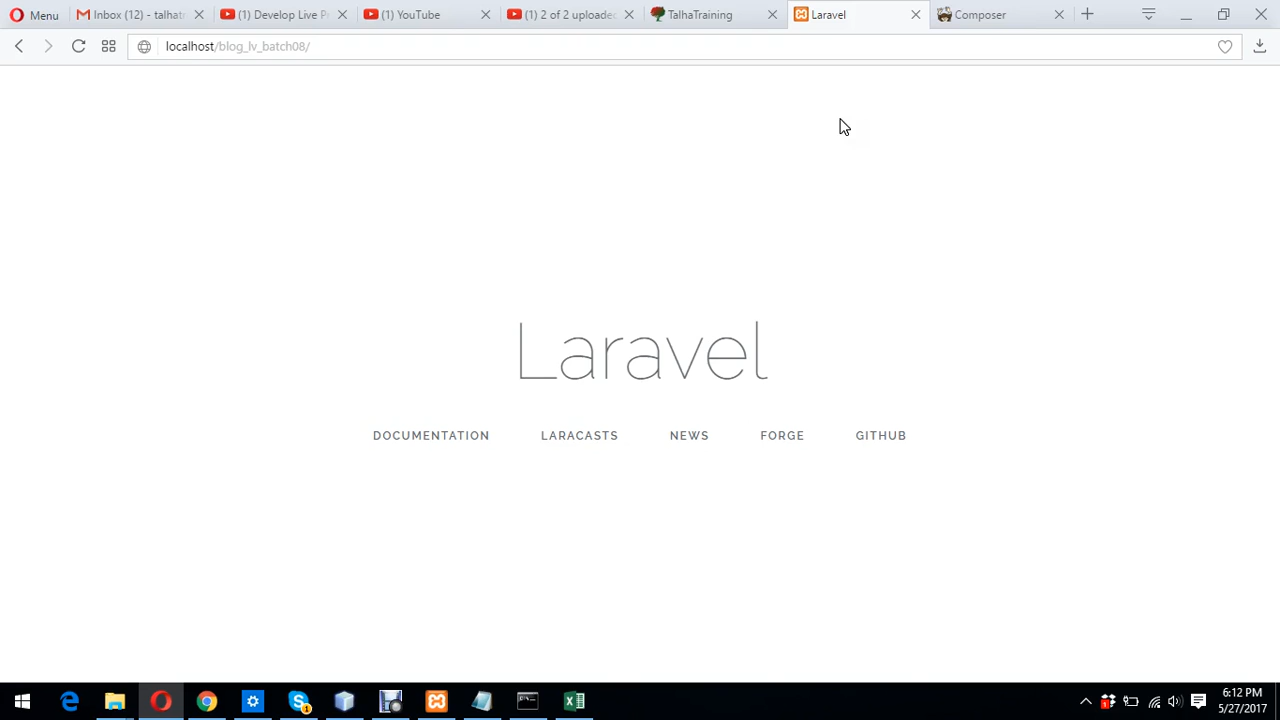 Menu
Inbox (12) - talhat
(1) Develop Live P
(1) YouTube
(1) 2 of 2 uploaded
TalhaTraining
Laravel
Composer
localhost/blog_lv_batch08/
Laravel
DOCUMENTATION LARACASTS NEWS FORGE GITHUB
6:12 PM
5/27/2017